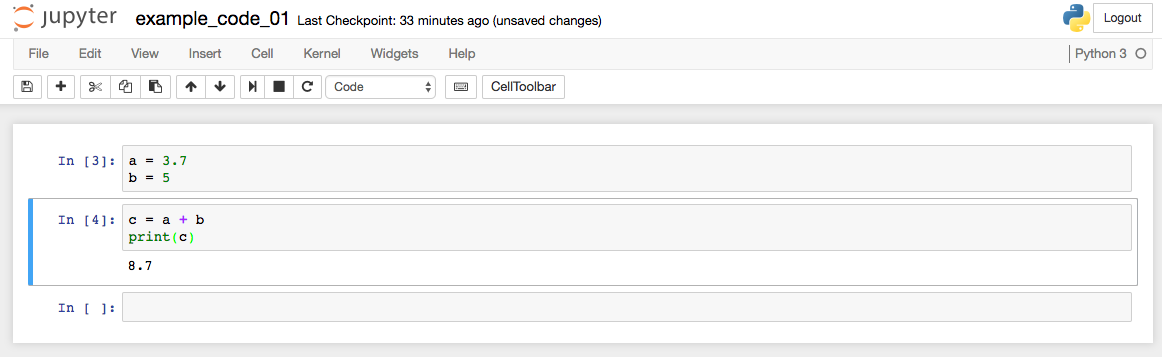 jupyter example_code_01 Last Checkpoint: 33 minutes ago (unsaved changes) Logout
File Edit View Insert Cell Kernel Widgets Help Python 3
Code CellToolbar
In [3]: a = 3.7
b = 5
In [4]: c = a + b
print(c)
8.7
In [ ]: